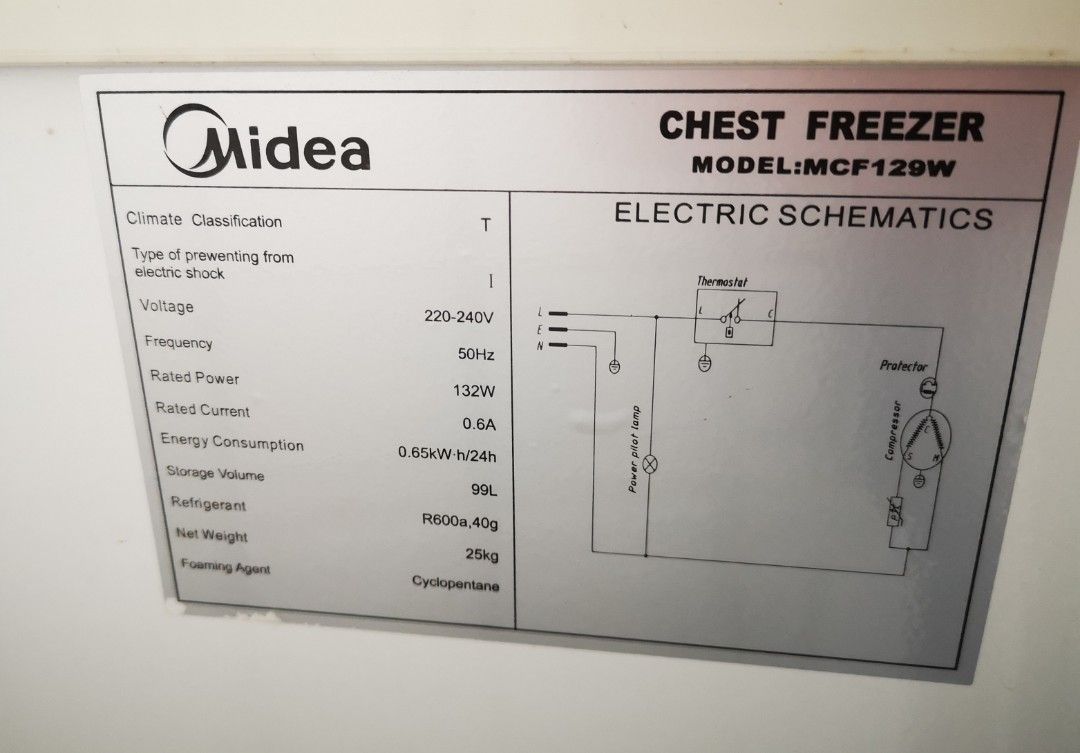 Midea
CHEST FREEZER
MODEL:MCF129W
Climate Classification T
Type of prewenting from
electric shock I
Voltage 220-240V
Frequency 50Hz
Rated Power 132W
Rated Current 0.6A
Energy Consumption 0.65kW·h/24h
Storage Volume 99L
Refrigerant R600a,40g
Net Weight 25kg
Foaming Agent Cyclopentane
ELECTRIC SCHEMATICS
Thermostat
L C
L
E
N
Power pilot lamp
Protector
Compressor
C
S M